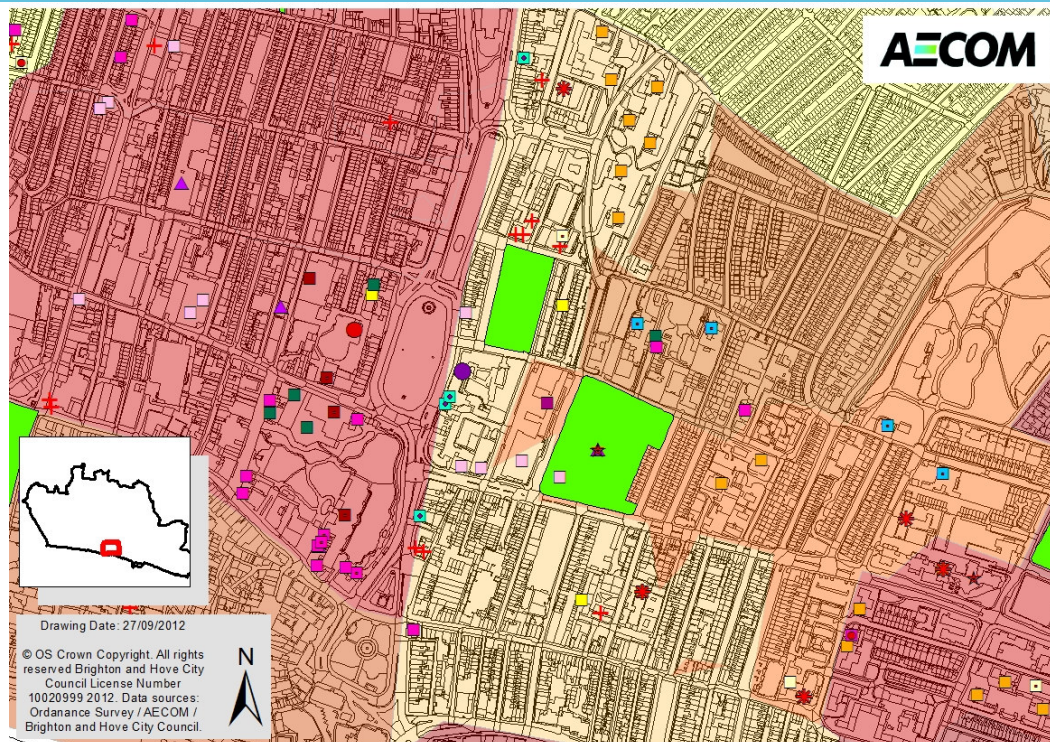 AECOM
Drawing Date: 27/09/2012
© OS Crown Copyright. All rights
reserved Brighton and Hove City
Council License Number
10020999 2012. Data sources:
Ordanance Survey / AECOM /
Brighton and Hove City Council.
N